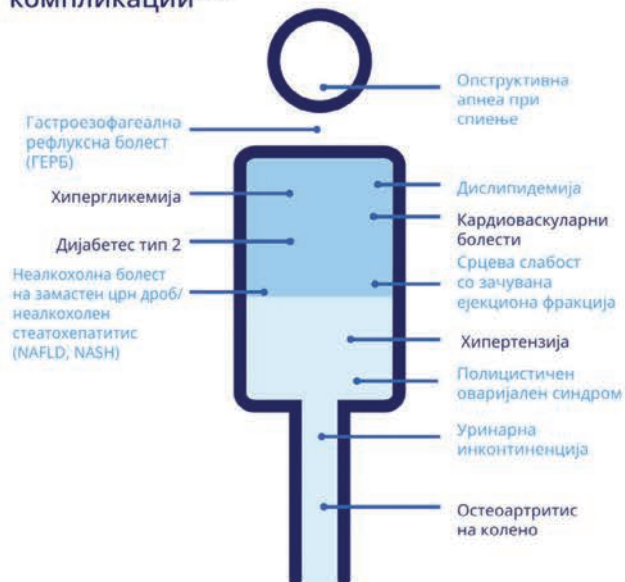 компликации
Гастроезофагеална
рефлуксна болест
(ГЕРБ)
Хипергликемија
Дијабетес тип 2
Неалкохолна болест
на замастен црн дроб/
неалкохолен
стеатохепатитис
(NAFLD, NASH)
Опструктивна
апнеа при
спиење
Дислипидемија
Кардиоваскуларни
болести
Срцева слабост
со зачувана
ејекциона фракција
Хипертензија
Полицистичен
оваријален синдром
Уринарна
инконтиненција
Остеоартритис
на колено